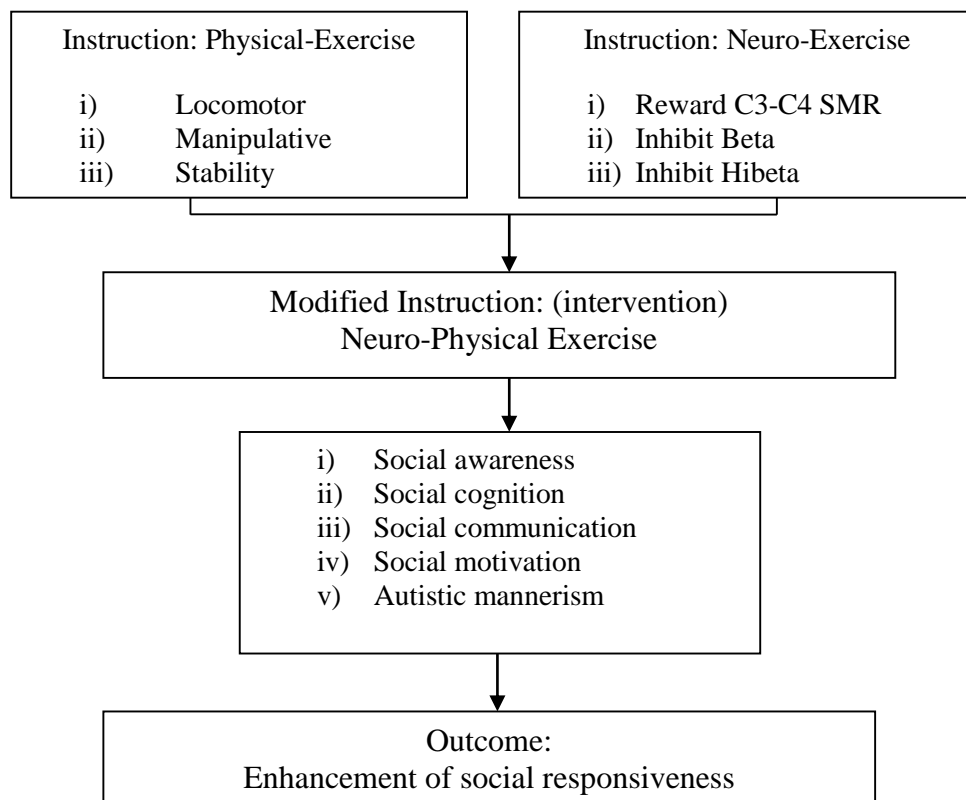 Instruction: Physical-Exercise
i) Locomotor
ii) Manipulative
iii) Stability
Instruction: Neuro-Exercise
i) Reward C3-C4 SMR
ii) Inhibit Beta
iii) Inhibit Hibeta
Modified Instruction: (intervention)
Neuro-Physical Exercise
i) Social awareness
ii) Social cognition
iii) Social communication
iv) Social motivation
v) Autistic mannerism
Outcome:
Enhancement of social responsiveness